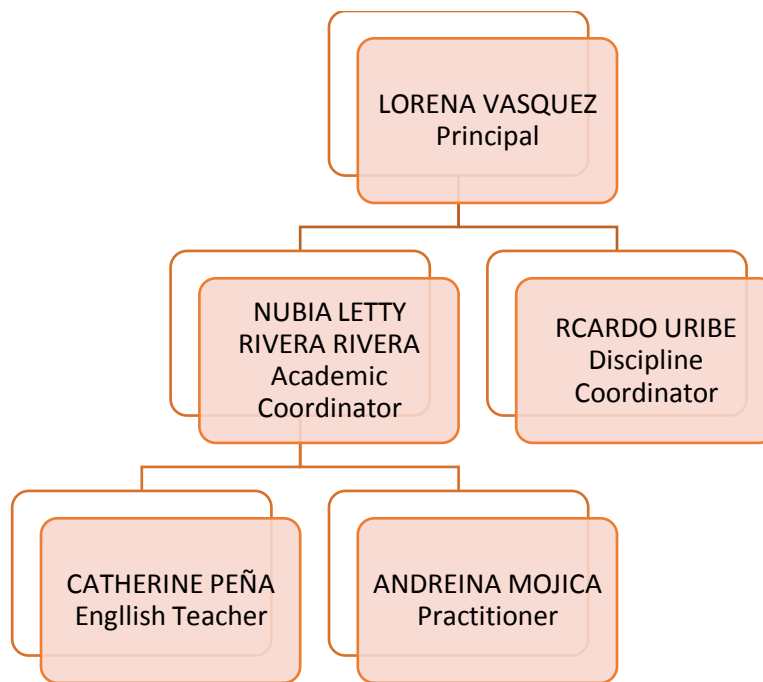 LORENA VASQUEZ
Principal
NUBIA LETTY
RIVERA RIVERA
Academic
Coordinator
RCARDO URIBE
Discipline
Coordinator
CATHERINE PEÑA
Engllish Teacher
ANDREINA MOJICA
Practitioner